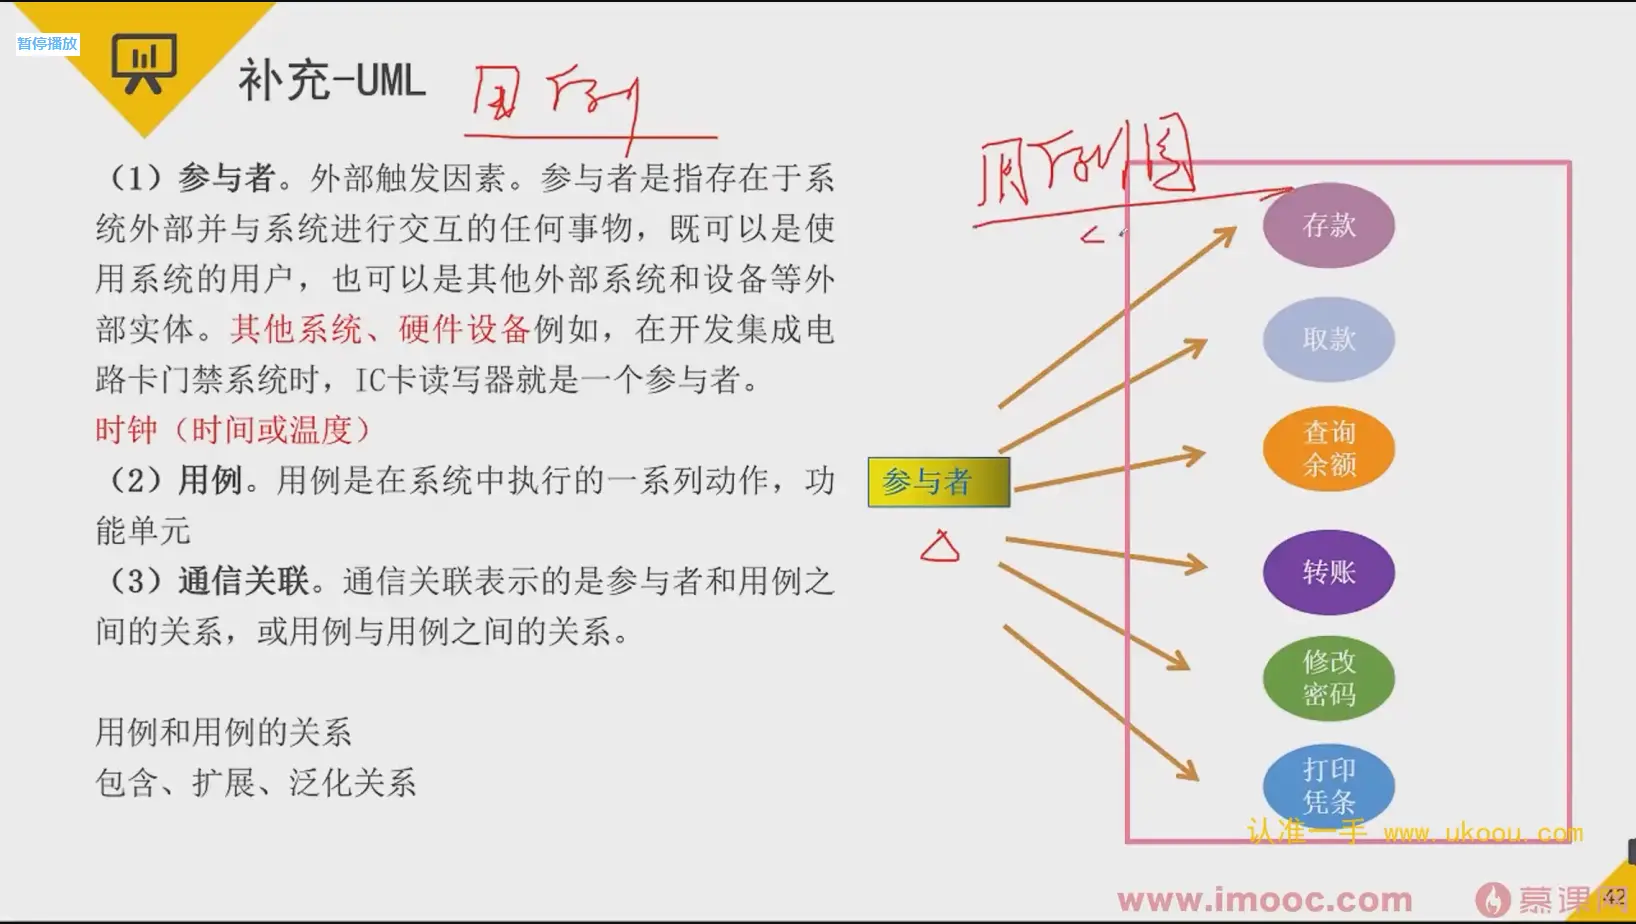 暂停播放
补充-UML
用例
（1）参与者。外部触发因素。参与者是指存在于系
统外部并与系统进行交互的任何事物，既可以是使
用系统的用户，也可以是其他外部系统和设备等外
部实体。其他系统、硬件设备例如，在开发集成电
路卡门禁系统时，IC卡读写器就是一个参与者。
时钟（时间或温度）
（2）用例。用例是在系统中执行的一系列动作，功
能单元
（3）通信关联。通信关联表示的是参与者和用例之
间的关系，或用例与用例之间的关系。
用例和用例的关系
包含、扩展、泛化关系
用例图
参与者
存款
取款
查询
余额
转账
修改
密码
打印
凭条
认准一手 www.ukoou.com
www.imooc.com
慕课网
42